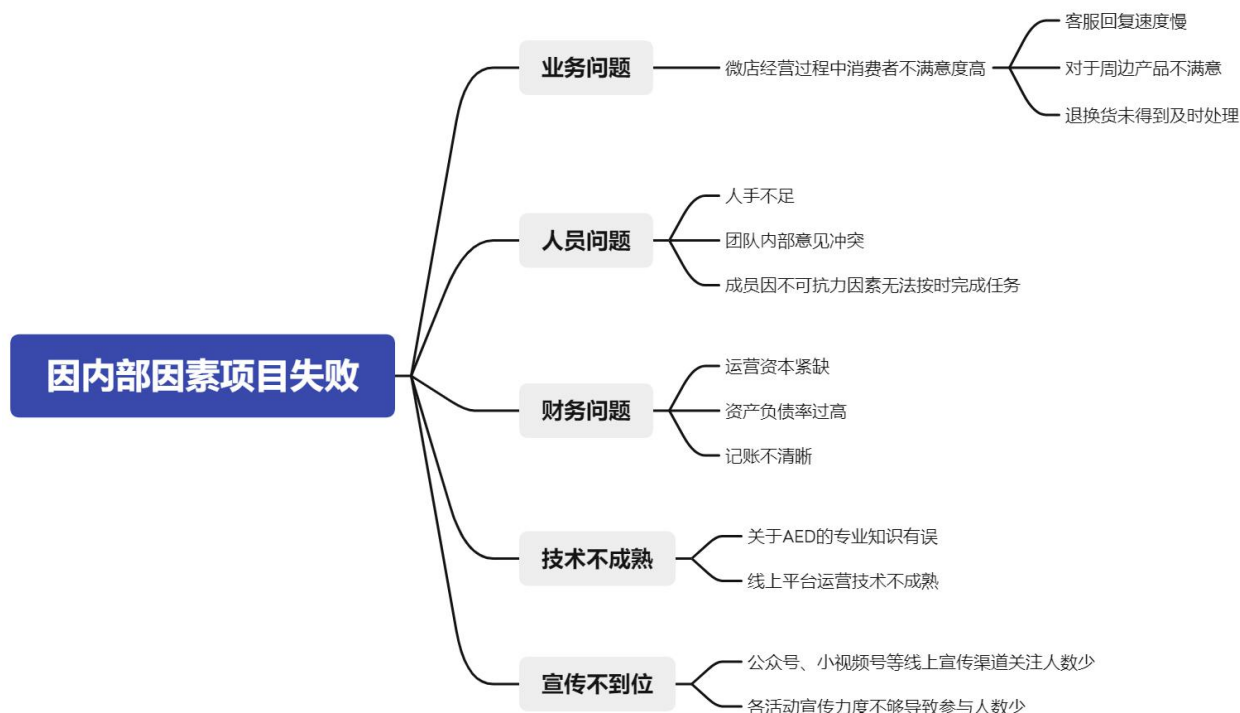 因内部因素项目失败
业务问题
微店经营过程中消费者不满意度高
客服回复速度慢
对于周边产品不满意
退换货未得到及时处理
人员问题
人手不足
团队内部意见冲突
成员因不可抗力因素无法按时完成任务
财务问题
运营资本紧缺
资产负债率过高
记账不清晰
技术不成熟
关于AED的专业知识有误
线上平台运营技术不成熟
宣传不到位
公众号、小视频号等线上宣传渠道关注人数少
各活动宣传力度不够导致参与人数少